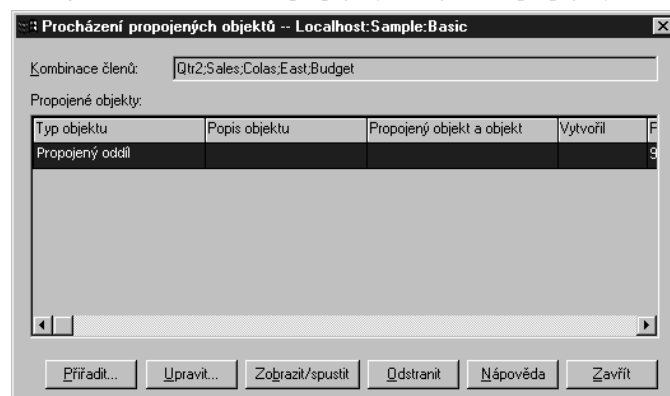 Procházení propojených objektů -- Localhost:Sample:Basic
Kombinace členů: Qtr2;Sales;Colas;East;Budget
Propojené objekty:
Typ objektu Popis objektu Propojený objekt a objekt Vytvořil
Propojený oddíl
Přiřadit... Upravit... Zobrazit/spustit Odstranit Nápověda Zavřít